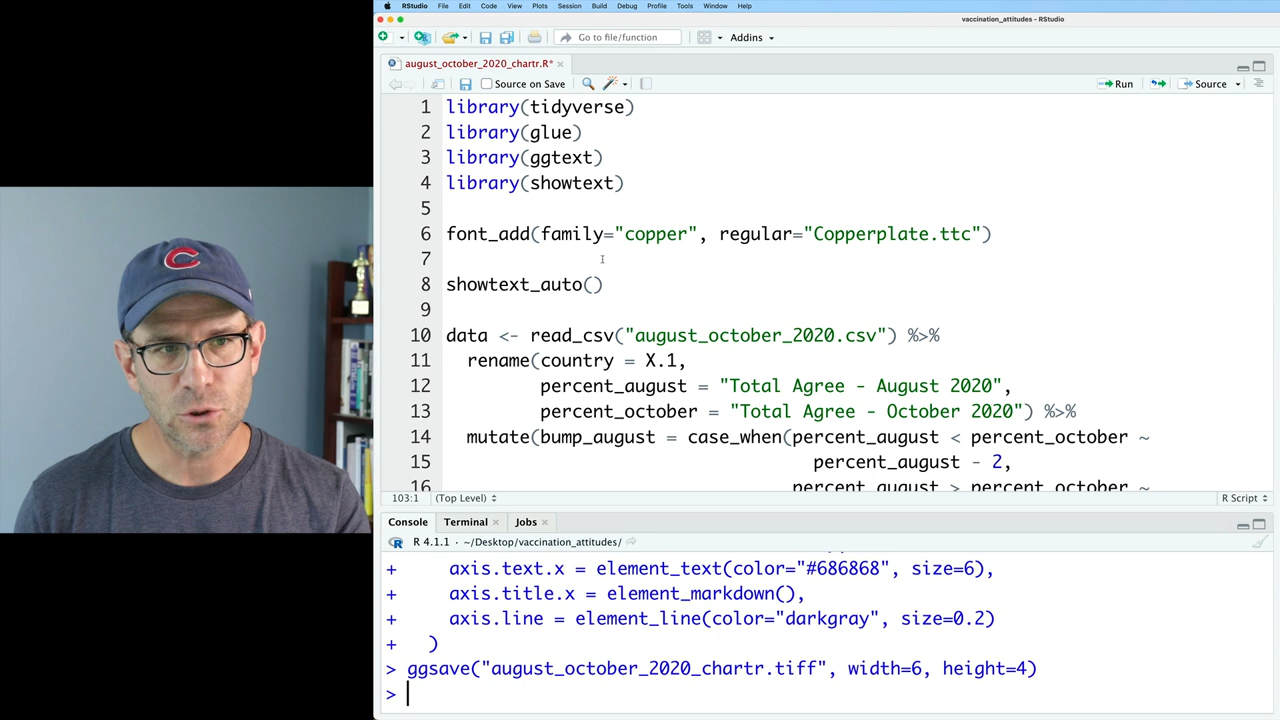 RStudio File Edit Code View Plots Session Build Debug Profile Tools Window Help
vaccination_attitudes - RStudio
Go to file/function Addins
august_october_2020_chartr.R*
Source on Save Run Source
1 library(tidyverse)
2 library(glue)
3 library(ggtext)
4 library(showtext)
5
6 font_add(family="copper", regular="Copperplate.ttc")
7
8 showtext_auto()
9
10 data <- read_csv("august_october_2020.csv") %>%
11 rename(country = X.1,
12 percent_august = "Total Agree - August 2020",
13 percent_october = "Total Agree - October 2020") %>%
14 mutate(bump_august = case_when(percent_august < percent_october ~
15 percent_august - 2,
16 percent_august > percent_october ~
103:1 (Top Level) R Script
Console Terminal Jobs
R 4.1.1 · ~/Desktop/vaccination_attitudes/
+ axis.text.x = element_text(color="#686868", size=6),
+ axis.title.x = element_markdown(),
+ axis.line = element_line(color="darkgray", size=0.2)
+ )
> ggsave("august_october_2020_chartr.tiff", width=6, height=4)
>
C